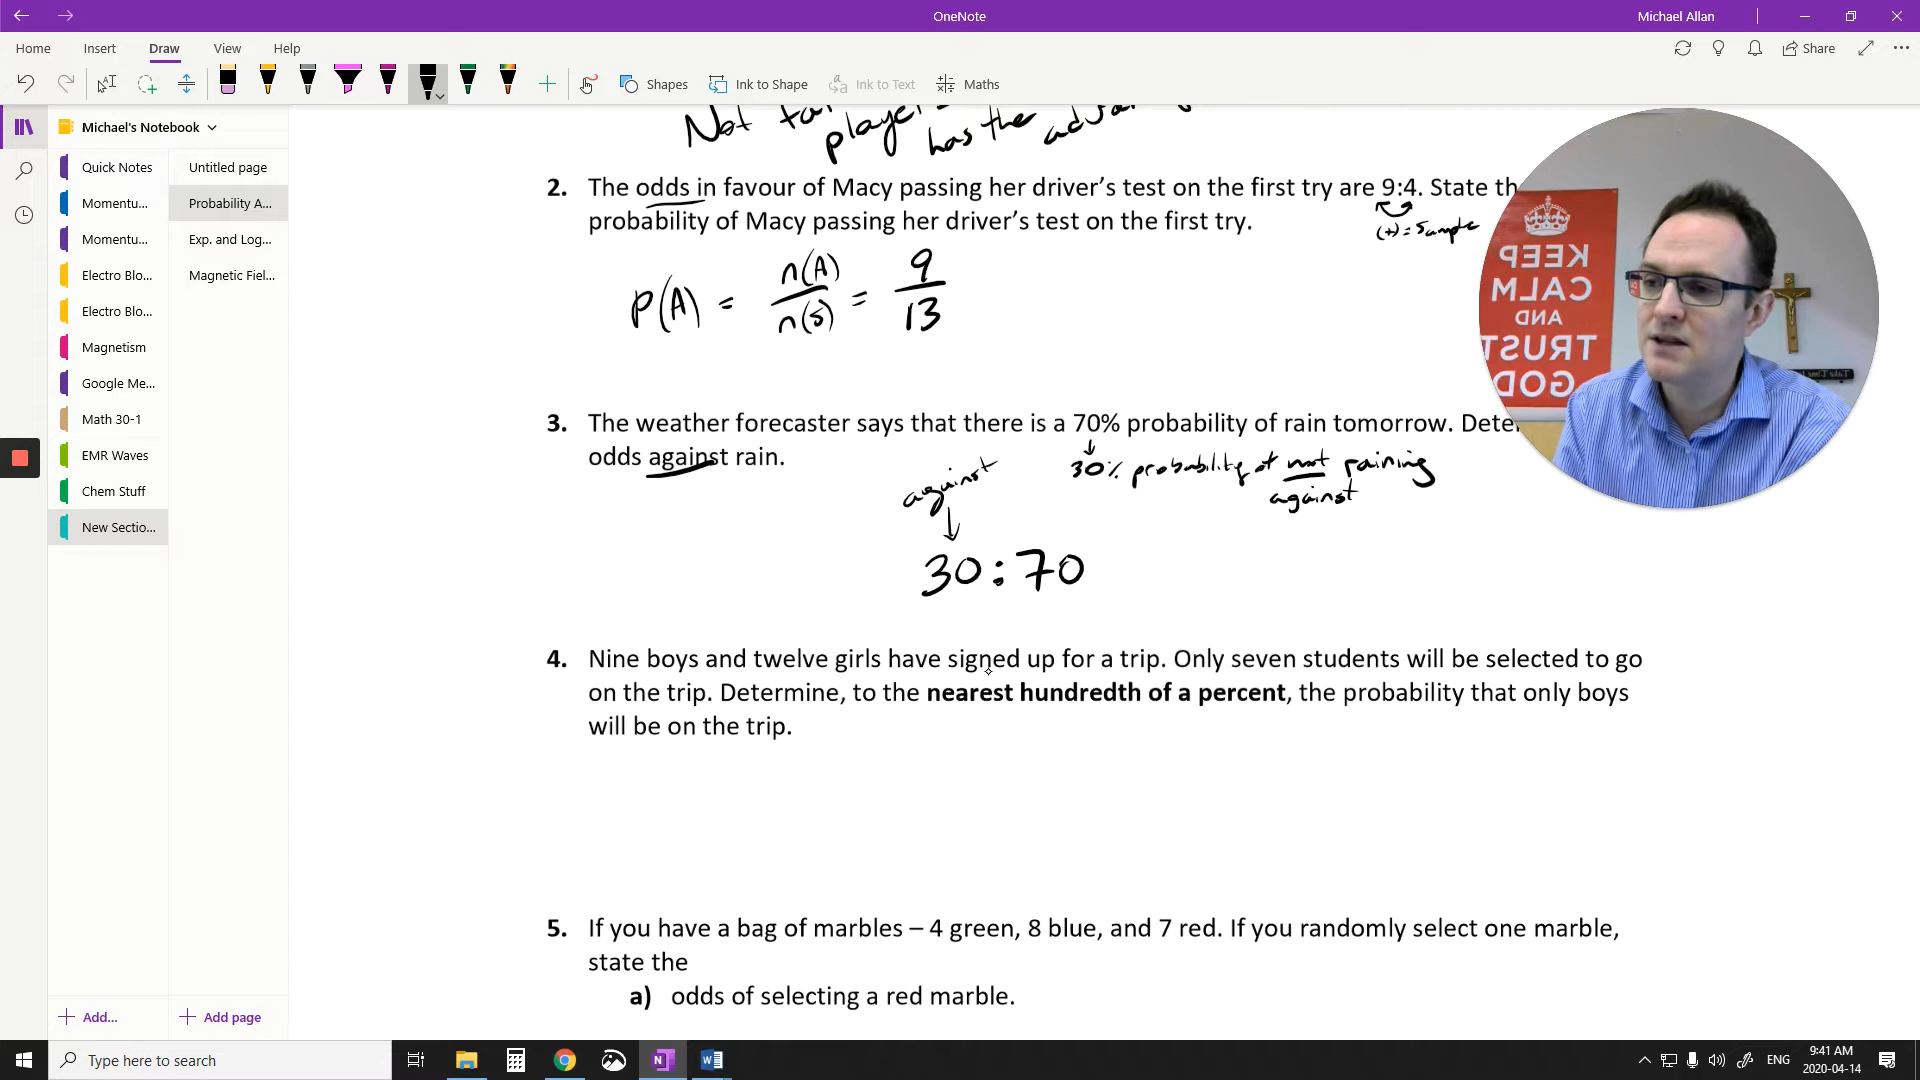 OneNote
Michael Allan
Home Insert Draw View Help
Share
Shapes Ink to Shape Ink to Text Maths
Michael's Notebook
Quick Notes
Momentu...
Momentu...
Electro Blo...
Electro Blo...
Magnetism
Google Me...
Math 30-1
EMR Waves
Chem Stuff
New Sectio...
Add...
Untitled page
Probability A...
Exp. and Log...
Magnetic Fiel...
Add page
Not
player
has the
2. The odds in favour of Macy passing her driver's test on the first try are 9:4. State th
probability of Macy passing her driver's test on the first try.
(+) = Sample
P(A) = n(A)/n(S) = 9/13
3. The weather forecaster says that there is a 70% probability of rain tomorrow. Dete
odds against rain.
30% probability of not raining
against
against
30:70
4. Nine boys and twelve girls have signed up for a trip. Only seven students will be selected to go
on the trip. Determine, to the nearest hundredth of a percent, the probability that only boys
will be on the trip.
5. If you have a bag of marbles – 4 green, 8 blue, and 7 red. If you randomly select one marble,
state the
a) odds of selecting a red marble.
KEEP
CALM
AND
TRUST
GOD
Type here to search
ENG
9:41 AM
2020-04-14